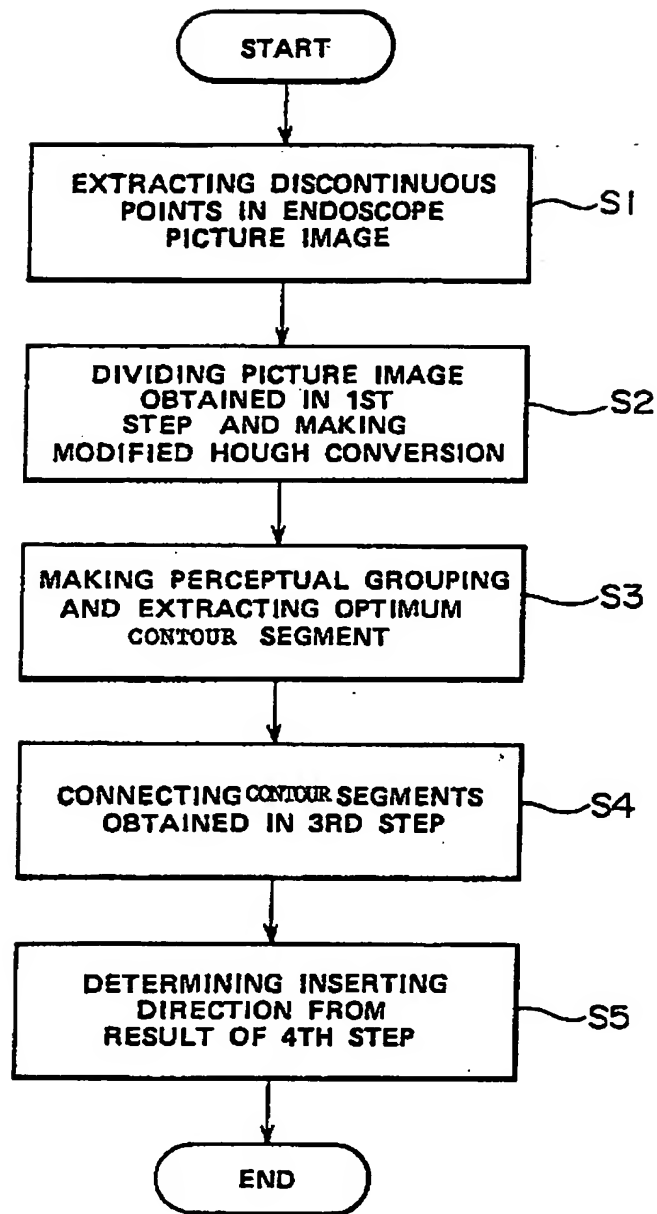 START
EXTRACTING DISCONTINUOUS
POINTS IN ENDOSCOPE
PICTURE IMAGE
S1
DIVIDING PICTURE IMAGE
OBTAINED IN 1ST
STEP AND MAKING
MODIFIED HOUGH CONVERSION
S2
MAKING PERCEPTUAL GROUPING
AND EXTRACTING OPTIMUM
CONTOUR SEGMENT
S3
CONNECTING CONTOUR SEGMENTS
OBTAINED IN 3RD STEP
S4
DETERMINING INSERTING
DIRECTION FROM
RESULT OF 4TH STEP
S5
END